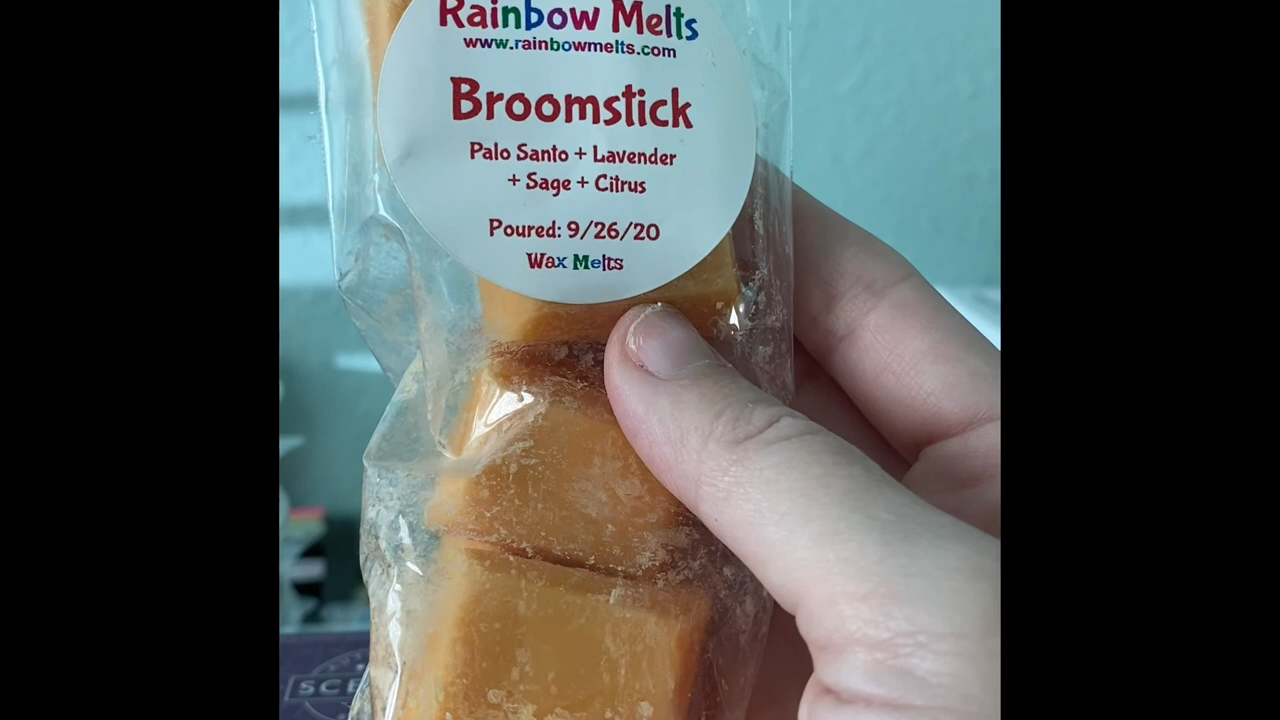 Rainbow Melts
www.rainbowmelts.com
Broomstick
Palo Santo + Lavender
+ Sage + Citrus
Poured: 9/26/20
Wax Melts